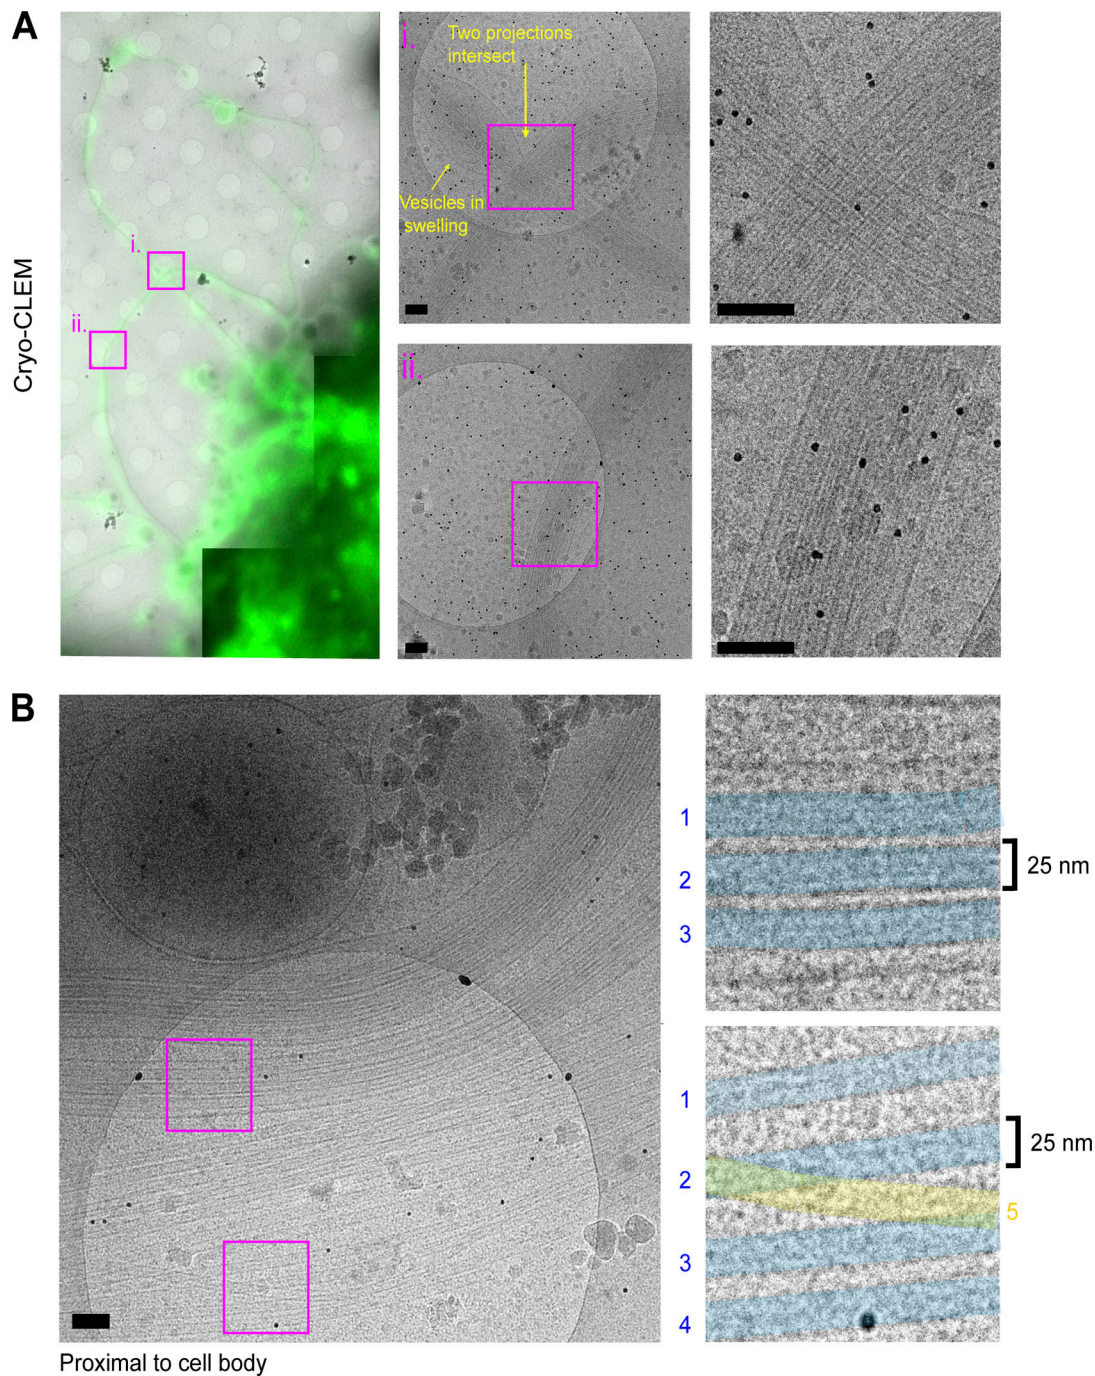 A
Cryo-CLEM
i.
ii.
i.
Two projections
intersect
Vesicles in
swelling
ii.
B
1
2
3
25 nm
1
2
3
4
5
25 nm
Proximal to cell body